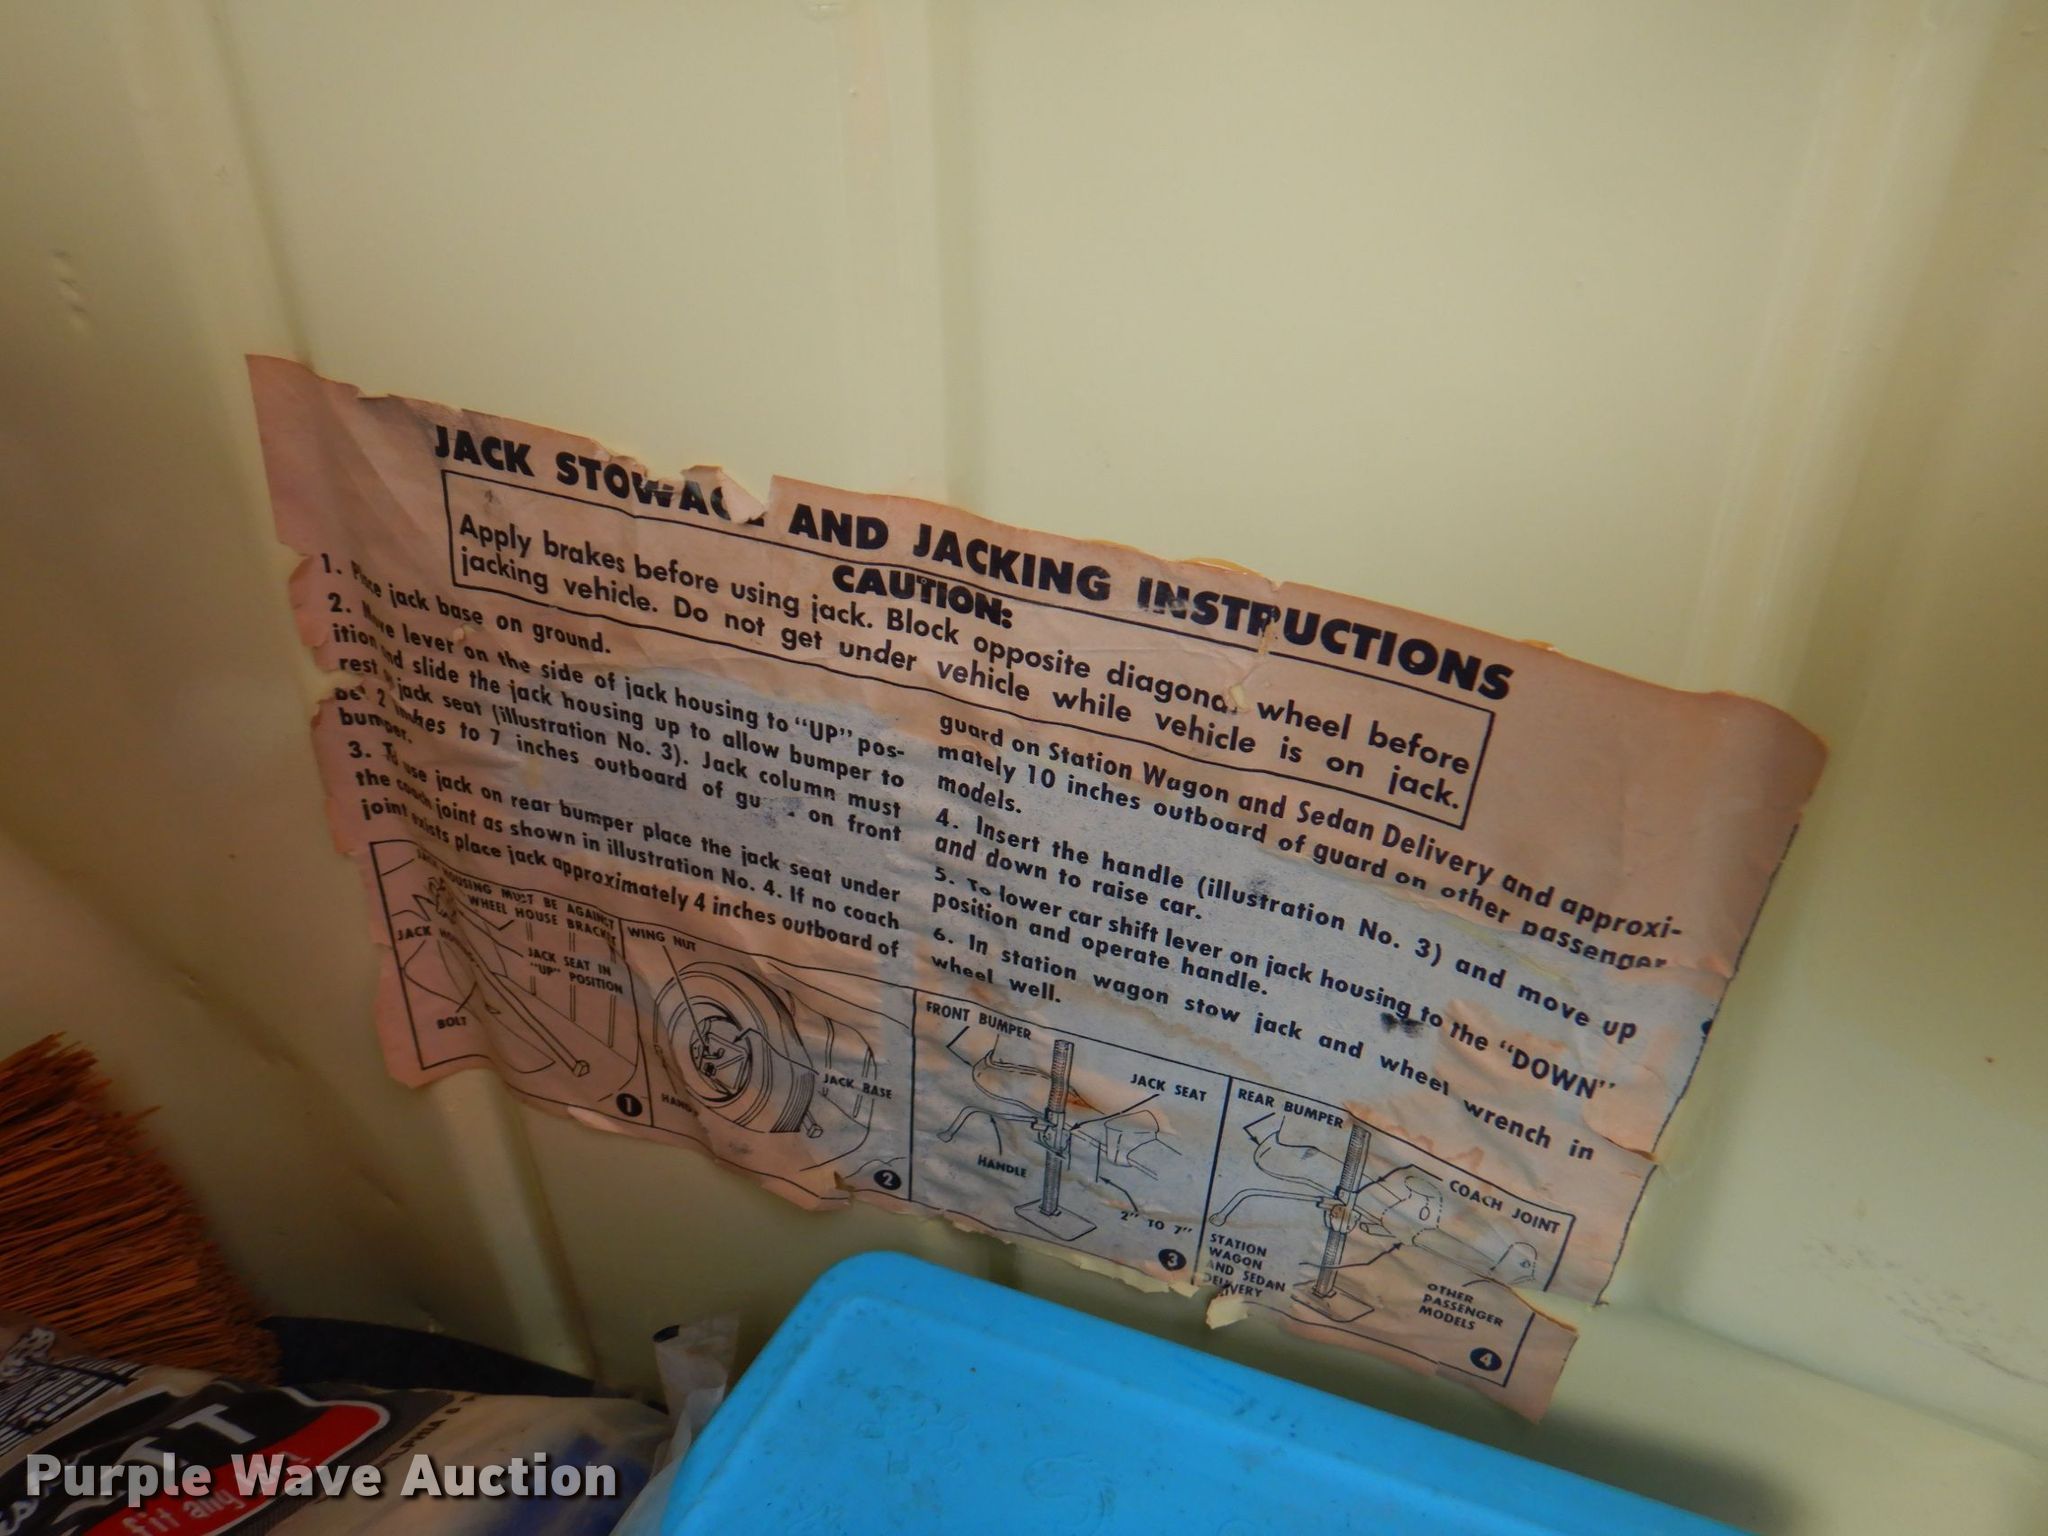 JACK STOWAGE AND JACKING INSTRUCTIONS
CAUTION:
Apply brakes before using jack. Block opposite diagonal wheel before
jacking vehicle. Do not get under vehicle while vehicle is on jack.
1. Place jack base on ground.
2. Move lever on the side of jack housing to "UP" pos-
ition and slide the jack housing up to allow bumper to
rest in jack seat (illustration No. 3). Jack column must
be 2 inches to 7 inches outboard of on front
bumper.
3. To use jack on rear bumper place the jack seat under
the coach joint as shown in illustration No. 4. If no coach
joint exists place jack approximately 4 inches outboard of
guard on Station Wagon and Sedan Delivery and approxi-
mately 10 inches outboard of guard on other passenger
models.
4. Insert the handle (illustration No. 3) and move up
and down to raise car.
5. To lower car shift lever on jack housing to the "DOWN"
position and operate handle.
6. In station wagon stow jack and wheel wrench in
wheel well.
JACK HOUSING MUST BE AGAINST
WHEEL HOUSE BRACKET
JACK
JACK SEAT IN
"UP" POSITION
BOLT
1
WING NUT
JACK BASE
2
FRONT BUMPER
JACK SEAT
HANDLE
2" TO 7"
3
REAR BUMPER
COACH JOINT
STATION
WAGON
AND SEDAN
DELIVERY
OTHER
PASSENGER
MODELS
4
fit any
Purple Wave Auction